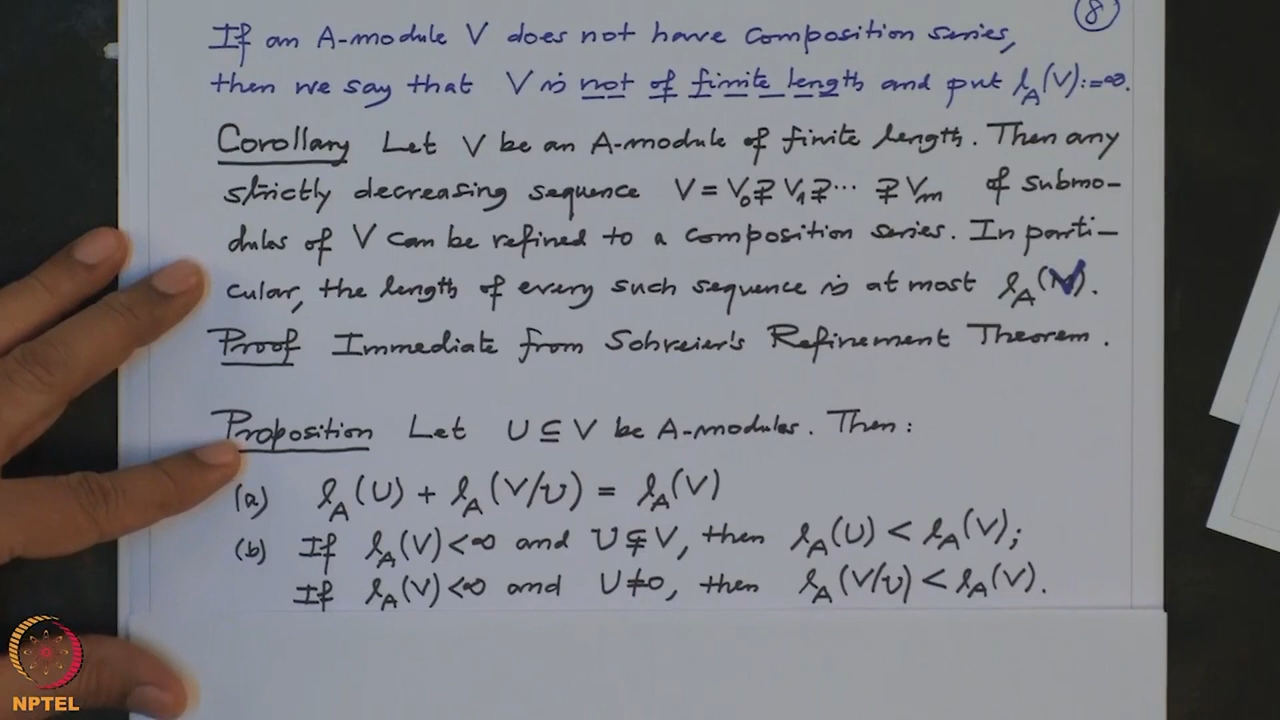 8
If an A-module V does not have composition series,
then we say that V is not of finite length and put ℓ_A(V):=∞.
Corollary Let V be an A-module of finite length. Then any
strictly decreasing sequence V = V₀⊋V₁⊋⋯ ⊋V_m of submo-
dules of V can be refined to a composition series. In parti-
cular, the length of every such sequence is at most ℓ_A(V).
Proof Immediate from Schreier's Refinement Theorem.
Proposition Let U ⊆ V be A-modules. Then:
(a) ℓ_A(U) + ℓ_A(V/U) = ℓ_A(V)
(b) If ℓ_A(V)<∞ and U⊊V, then ℓ_A(U) < ℓ_A(V);
If ℓ_A(V)<∞ and U≠0, then ℓ_A(V/U) < ℓ_A(V).
NPTEL